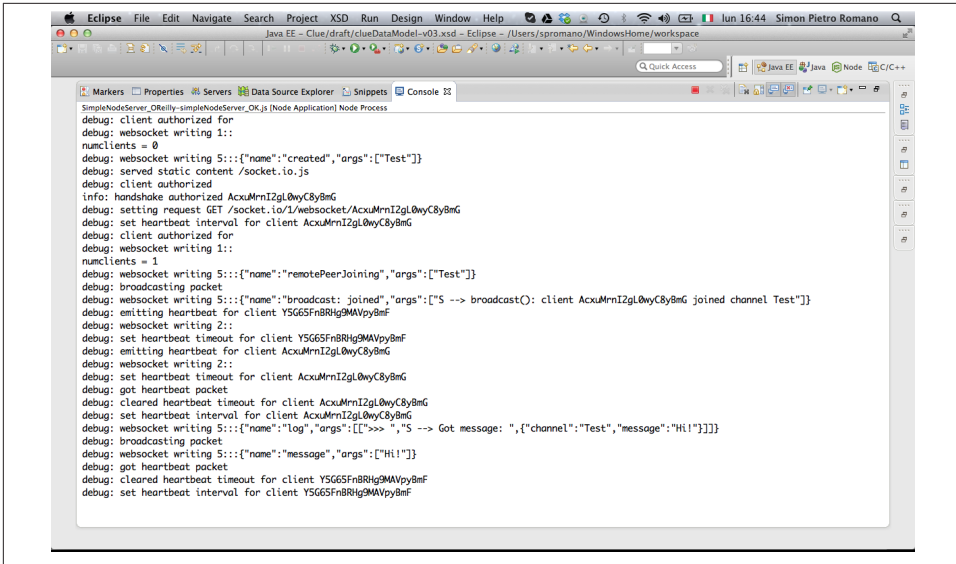 Eclipse File Edit Navigate Search Project XSD Run Design Window Help lun 16:44 Simon Pietro Romano
Java EE – Clue/draft/clueDataModel–v03.xsd – Eclipse – /Users/spromano/WindowsHome/workspace
Quick Access Java EE Java Node C/C++
Markers Properties Servers Data Source Explorer Snippets Console
SimpleNodeServer_OReilly–simpleNodeServer_OK.js [Node Application] Node Process
debug: client authorized for
debug: websocket writing 1::
numclients = 0
debug: websocket writing 5:::{"name":"created","args":["Test"]}
debug: served static content /socket.io.js
debug: client authorized
info: handshake authorized AcxuMrnI2gL0wyC8yBmG
debug: setting request GET /socket.io/1/websocket/AcxuMrnI2gL0wyC8yBmG
debug: set heartbeat interval for client AcxuMrnI2gL0wyC8yBmG
debug: client authorized for
debug: websocket writing 1::
numclients = 1
debug: websocket writing 5:::{"name":"remotePeerJoining","args":["Test"]}
debug: broadcasting packet
debug: websocket writing 5:::{"name":"broadcast: joined","args":["S --> broadcast(): client AcxuMrnI2gL0wyC8yBmG joined channel Test"]}
debug: emitting heartbeat for client Y5G65FnBRHg9MAVpyBmF
debug: websocket writing 2::
debug: set heartbeat timeout for client Y5G65FnBRHg9MAVpyBmF
debug: emitting heartbeat for client AcxuMrnI2gL0wyC8yBmG
debug: websocket writing 2::
debug: set heartbeat timeout for client AcxuMrnI2gL0wyC8yBmG
debug: got heartbeat packet
debug: cleared heartbeat timeout for client AcxuMrnI2gL0wyC8yBmG
debug: set heartbeat interval for client AcxuMrnI2gL0wyC8yBmG
debug: websocket writing 5:::{"name":"log","args":[[">>> ","S --> Got message: ",{"channel":"Test","message":"Hi!"}]]}
debug: broadcasting packet
debug: websocket writing 5:::{"name":"message","args":["Hi!"]}
debug: got heartbeat packet
debug: cleared heartbeat timeout for client Y5G65FnBRHg9MAVpyBmF
debug: set heartbeat interval for client Y5G65FnBRHg9MAVpyBmF